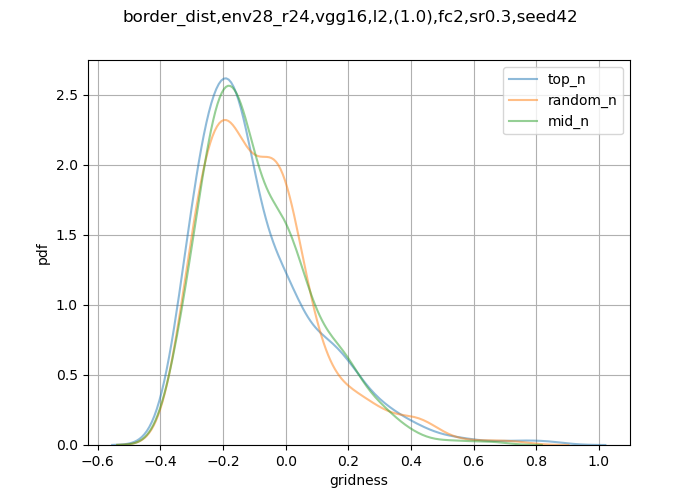 border_dist,env28_r24,vgg16,l2,(1.0),fc2,sr0.3,seed42
top_n
random_n
mid_n
2.5
2.0
1.5
1.0
0.5
0.0
pdf
−0.6 −0.4 −0.2 0.0 0.2 0.4 0.6 0.8 1.0
gridness